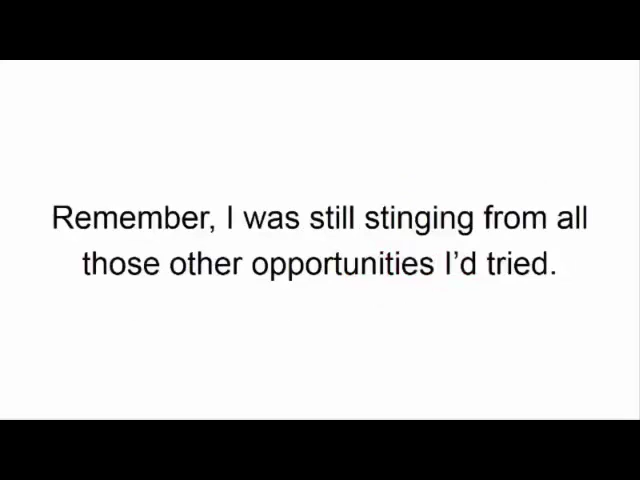 Remember, I was still stinging from all
those other opportunities I’d tried.